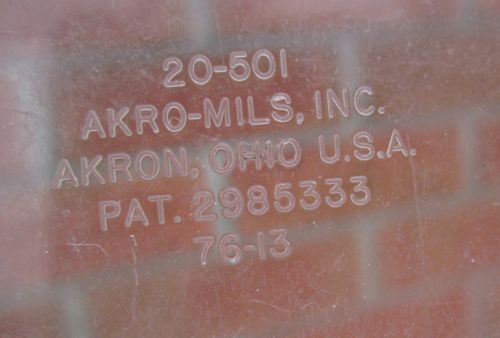 20-501
AKRO-MILS, INC.
AKRON, OHIO U.S.A.
PAT. 2985333
76-13